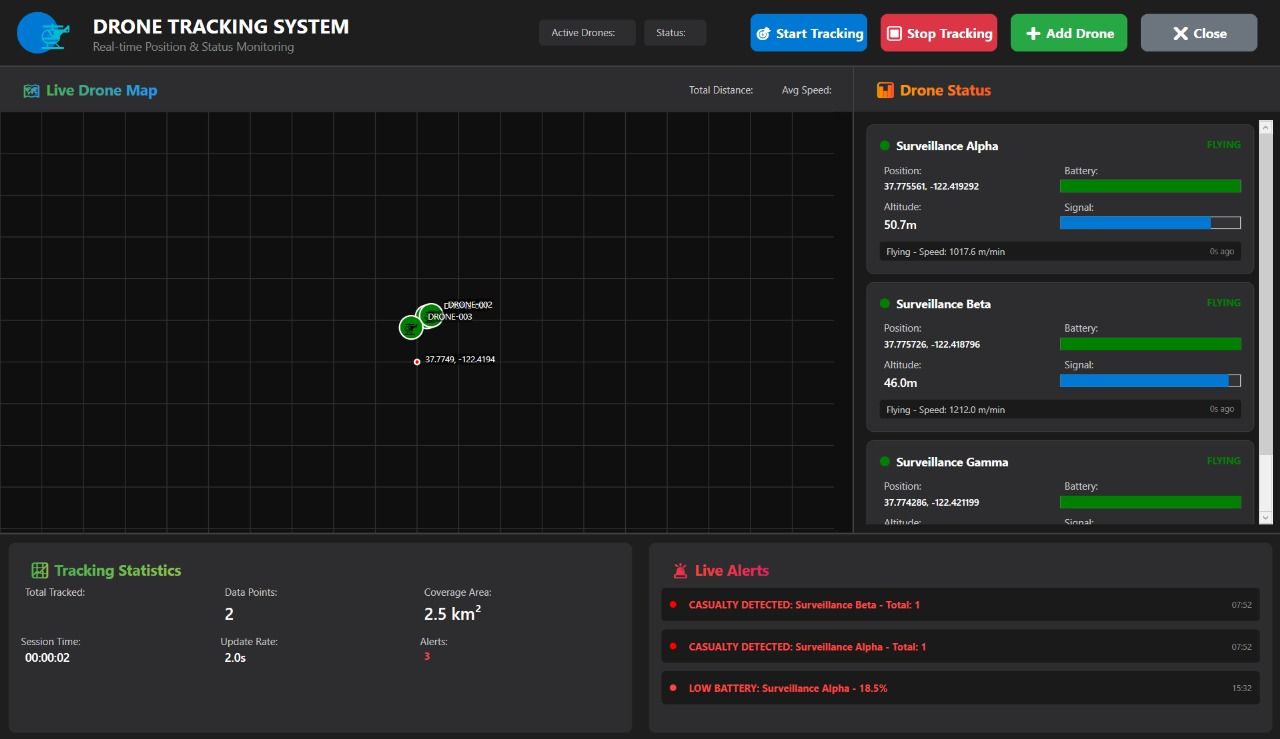 DRONE TRACKING SYSTEM
Real-time Position & Status Monitoring
Active Drones:
Status:
Start Tracking
Stop Tracking
Add Drone
Close
Live Drone Map
Total Distance:
Avg Speed:
DRONE-002
DRONE-003
37.7749, -122.4194
Drone Status
Surveillance Alpha
FLYING
Position:
Battery:
37.775561, -122.419292
Altitude:
Signal:
50.7m
Flying - Speed: 1017.6 m/min
0s ago
Surveillance Beta
FLYING
Position:
Battery:
37.775726, -122.418796
Altitude:
Signal:
46.0m
Flying - Speed: 1212.0 m/min
0s ago
Surveillance Gamma
FLYING
Position:
Battery:
37.774286, -122.421199
Altitude:
Signal:
Tracking Statistics
Total Tracked:
Data Points:
Coverage Area:
2
2.5 km²
Session Time:
Update Rate:
Alerts:
00:00:02
2.0s
3
Live Alerts
CASUALTY DETECTED: Surveillance Beta - Total: 1
07:52
CASUALTY DETECTED: Surveillance Alpha - Total: 1
07:52
LOW BATTERY: Surveillance Alpha - 18.5%
15:32